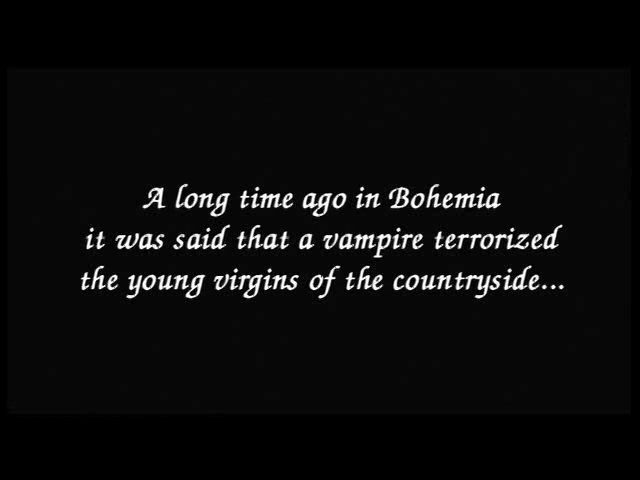 A long time ago in Bohemia
it was said that a vampire terrorized
the young virgins of the countryside...